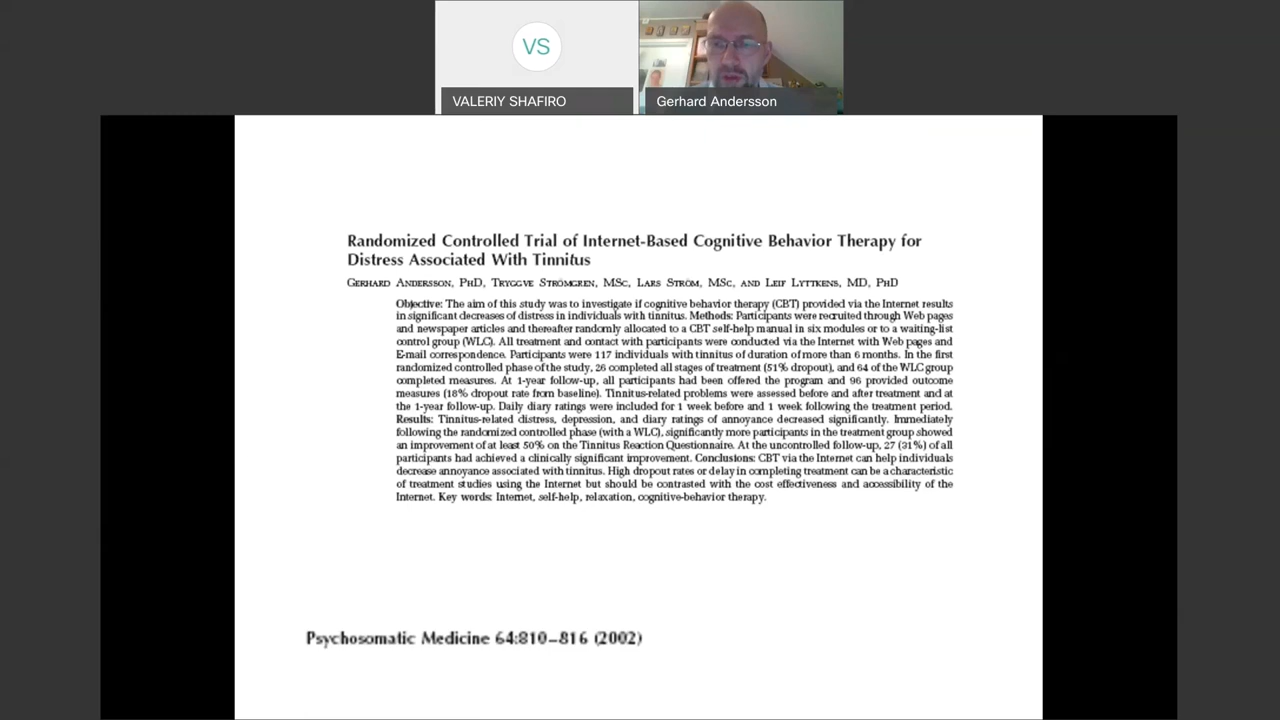 VS
VALERIY SHAFIRO
Gerhard Andersson
Randomized Controlled Trial of Internet-Based Cognitive Behavior Therapy for
Distress Associated With Tinnitus
GERHARD ANDERSSON, PHD, TRYGGVE STRÖMGREN, MSC, LARS STRÖM, MSC, AND LEIF LYTTKENS, MD, PHD
Objective: The aim of this study was to investigate if cognitive behavior therapy (CBT) provided via the Internet results
in significant decreases of distress in individuals with tinnitus. Methods: Participants were recruited through Web pages
and newspaper articles and thereafter randomly allocated to a CBT self-help manual in six modules or to a waiting-list
control group (WLC). All treatment and contact with participants were conducted via the Internet with Web pages and
E-mail correspondence. Participants were 117 individuals with tinnitus of duration of more than 6 months. In the first
randomized controlled phase of the study, 26 completed all stages of treatment (51% dropout), and 64 of the WLC group
completed measures. At 1-year follow-up, all participants had been offered the program and 96 provided outcome
measures (18% dropout rate from baseline). Tinnitus-related problems were assessed before and after treatment and at
the 1-year follow-up. Daily diary ratings were included for 1 week before and 1 week following the treatment period.
Results: Tinnitus-related distress, depression, and diary ratings of annoyance decreased significantly. Immediately
following the randomized controlled phase (with a WLC), significantly more participants in the treatment group showed
an improvement of at least 50% on the Tinnitus Reaction Questionnaire. At the uncontrolled follow-up, 27 (31%) of all
participants had achieved a clinically significant improvement. Conclusions: CBT via the Internet can help individuals
decrease annoyance associated with tinnitus. High dropout rates or delay in completing treatment can be a characteristic
of treatment studies using the Internet but should be contrasted with the cost effectiveness and accessibility of the
Internet. Key words: Internet, self-help, relaxation, cognitive-behavior therapy.
Psychosomatic Medicine 64:810–816 (2002)